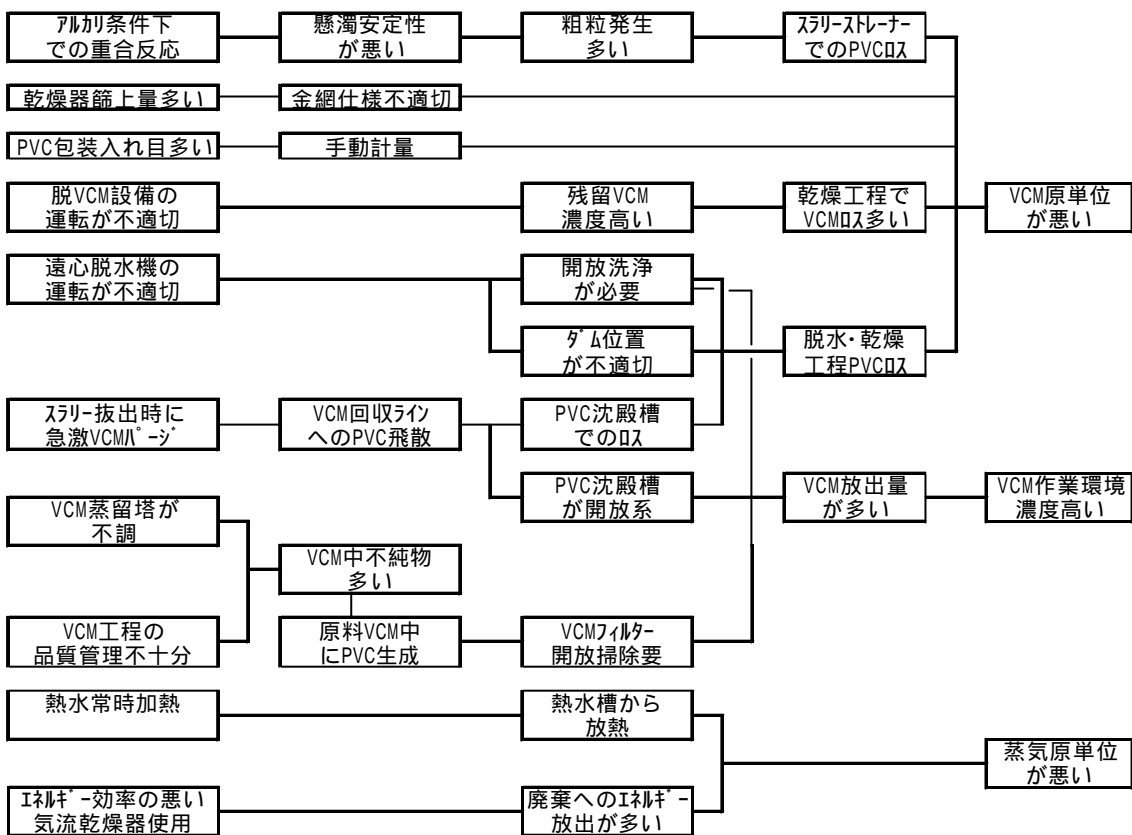 ｱﾙｶﾘ条件下
での重合反応
懸濁安定性
が悪い
粗粒発生
多い
ｽﾗﾘｰｽﾄﾚｰﾅｰ
でのPVCﾛｽ
乾燥器篩上量多い
金網仕様不適切
PVC包装入れ目多い
手動計量
脱VCM設備の
運転が不適切
残留VCM
濃度高い
乾燥工程で
VCMﾛｽ多い
VCM原単位
が悪い
遠心脱水機の
運転が不適切
開放洗浄
が必要
ﾀﾞﾑ位置
が不適切
脱水・乾燥
工程PVCﾛｽ
ｽﾗﾘｰ抜出時に
急激VCMﾊﾟｰｼﾞ
VCM回収ﾗｲﾝ
へのPVC飛散
PVC沈殿槽
でのﾛｽ
PVC沈殿槽
が開放系
VCM放出量
が多い
VCM作業環境
濃度高い
VCM蒸留塔が
不調
VCM中不純物
多い
VCM工程の
品質管理不十分
原料VCM中
にPVC生成
VCMﾌｨﾙﾀｰ
開放掃除要
熱水常時加熱
熱水槽から
放熱
蒸気原単位
が悪い
ｴﾈﾙｷﾞｰ効率の悪い
気流乾燥器使用
廃棄へのｴﾈﾙｷﾞｰ
放出が多い